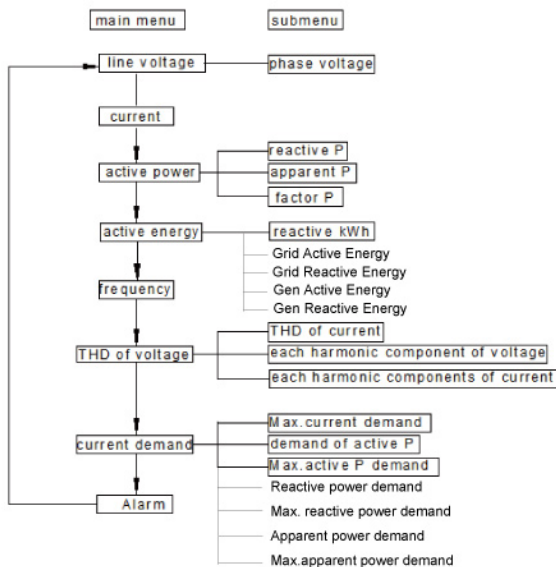 main menu
submenu
line voltage
phase voltage
current
reactive P
active power
apparent P
factor P
active energy
reactive kWh
Grid Active Energy
Grid Reactive Energy
Gen Active Energy
Gen Reactive Energy
frequency
THD of current
THD of voltage
each harmonic component of voltage
each harmonic components of current
Max.current demand
current demand
demand of active P
Max.active P demand
Reactive power demand
Alarm
Max. reactive power demand
Apparent power demand
Max.apparent power demand